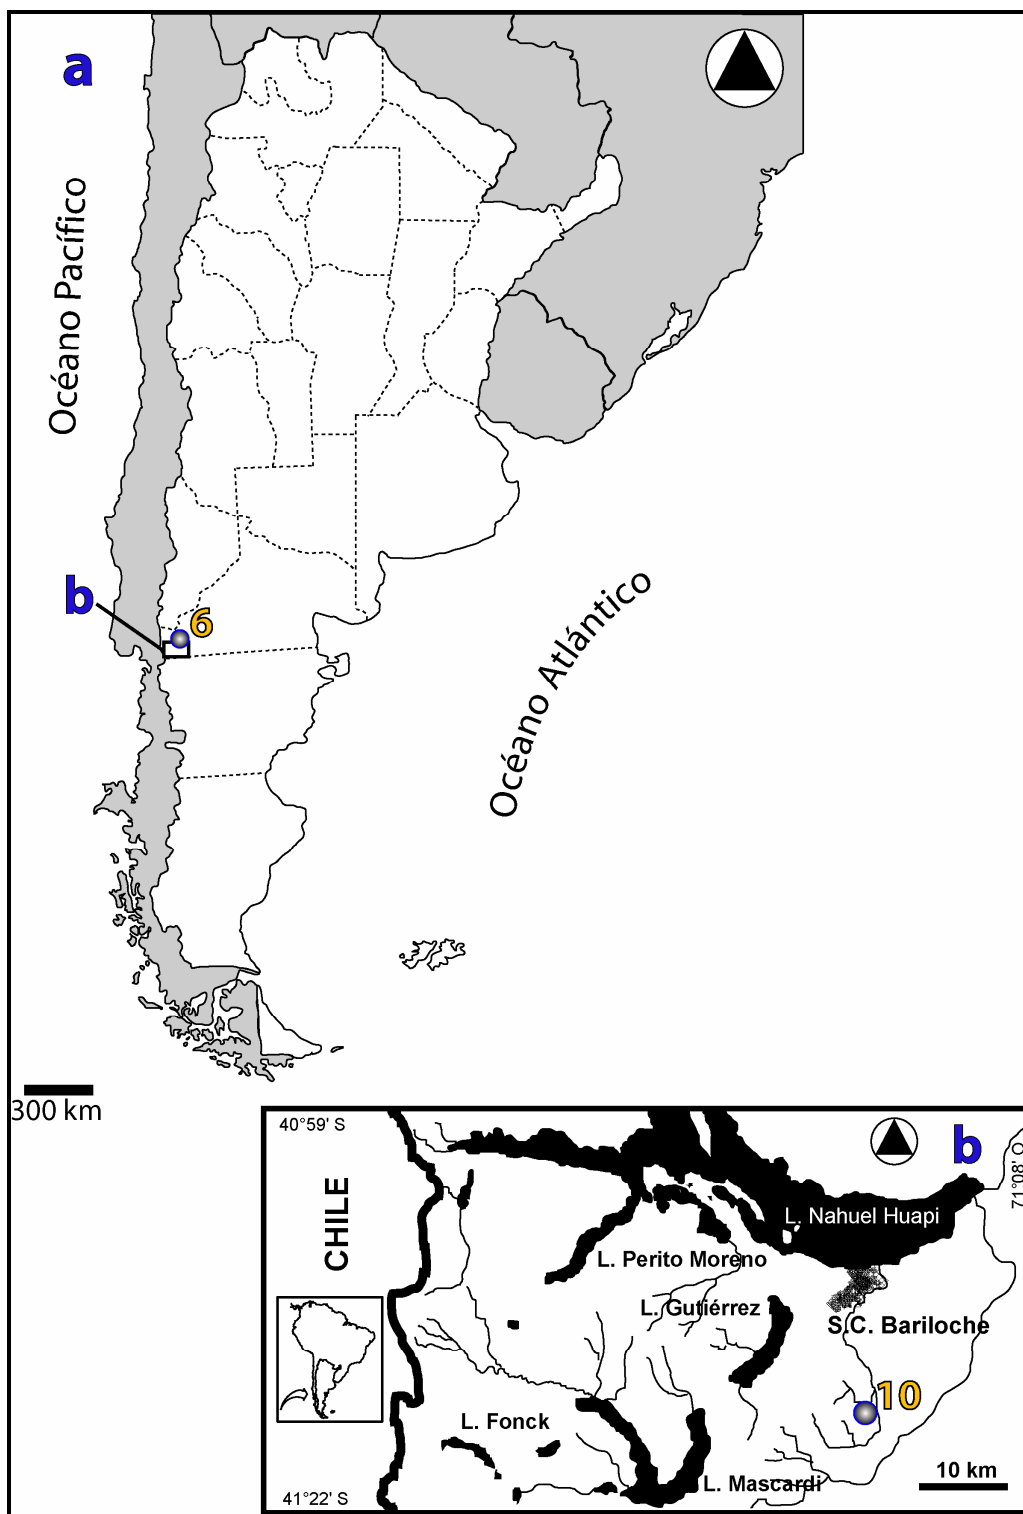 a
Océano Pacífico
b
6
Océano Atlántico
300 km
40°59' S
b
71°08' O
CHILE
L. Nahuel Huapi
L. Perito Moreno
L. Gutiérrez
S.C. Bariloche
10
L. Fonck
L. Mascardi
10 km
41°22' S